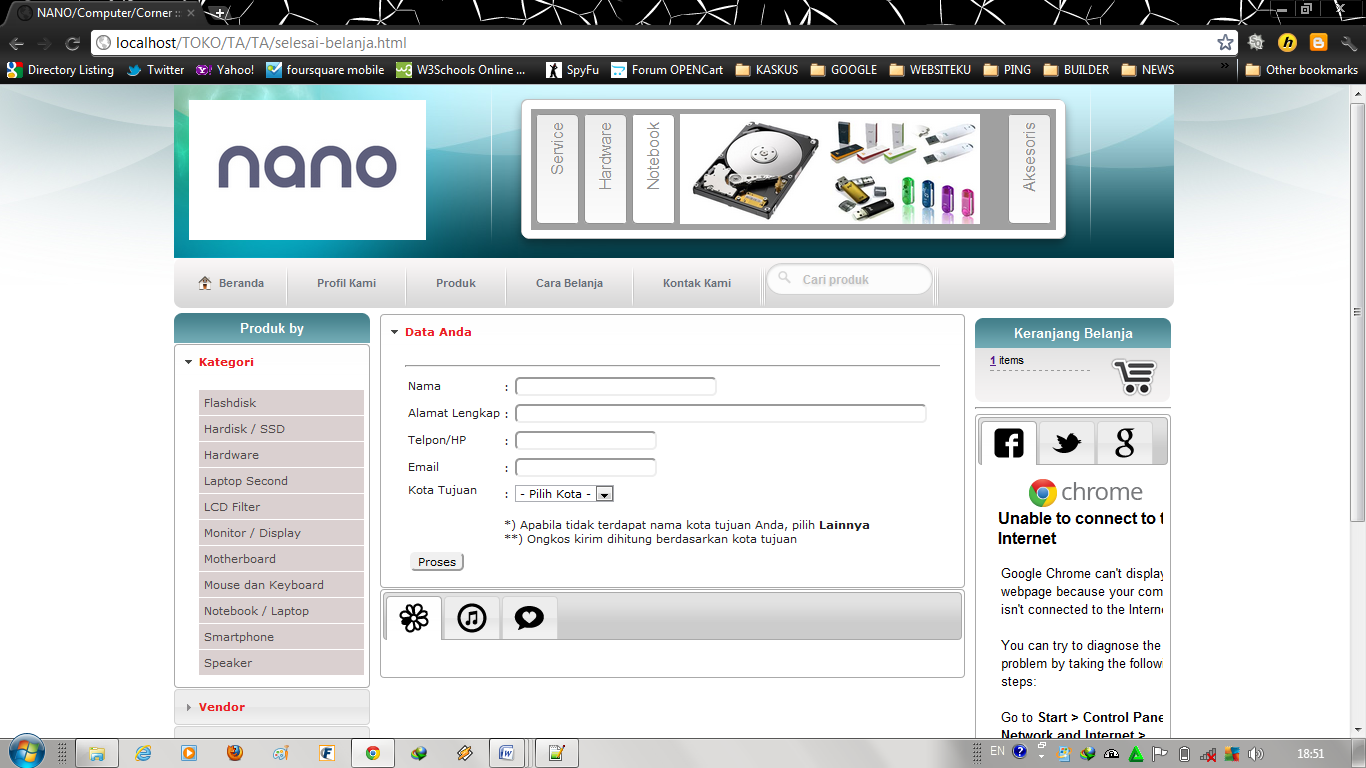 NANO/Computer/Corner ::
localhost/TOKO/TA/TA/selesai-belanja.html
Directory Listing Twitter Yahoo! foursquare mobile W3Schools Online ... SpyFu Forum OPENCart KASKUS GOOGLE WEBSITEKU PING BUILDER NEWS » Other bookmarks
nano
Service
Hardware
Notebook
Aksesoris
Beranda Profil Kami Produk Cara Belanja Kontak Kami Cari produk
Produk by
Kategori
Flashdisk
Hardisk / SSD
Hardware
Laptop Second
LCD Filter
Monitor / Display
Motherboard
Mouse dan Keyboard
Notebook / Laptop
Smartphone
Speaker
Vendor
Data Anda
Nama :
Alamat Lengkap :
Telpon/HP :
Email :
Kota Tujuan : - Pilih Kota -
*) Apabila tidak terdapat nama kota tujuan Anda, pilih Lainnya
**) Ongkos kirim dihitung berdasarkan kota tujuan
Proses
Keranjang Belanja
1 items
chrome
Unable to connect to t
Internet
Google Chrome can't display
webpage because your com
isn't connected to the Interne
You can try to diagnose the
problem by taking the followi
steps:
Go to Start > Control Pane
Network and Internet >
EN 18:51